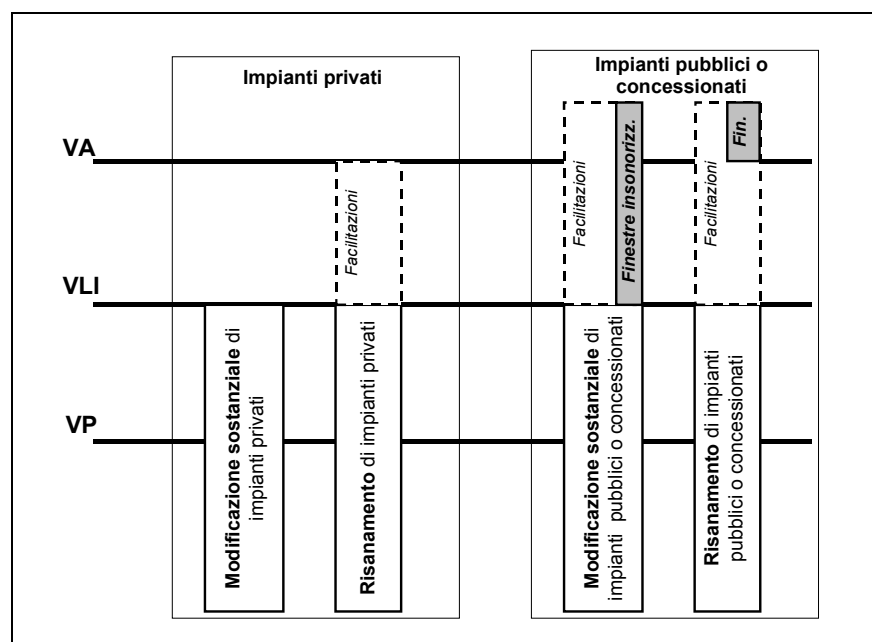 Impianti privati
Impianti pubblici o
concessionati
VA
VLI
VP
Facilitazioni
Modificazione sostanziale di
impianti privati
Risanamento di impianti privati
Facilitazioni
Finestre insonorizz.
Facilitazioni
Fin.
Modificazione sostanziale di
impianti pubblici o concessionati
Risanamento di impianti
pubblici o concessionati